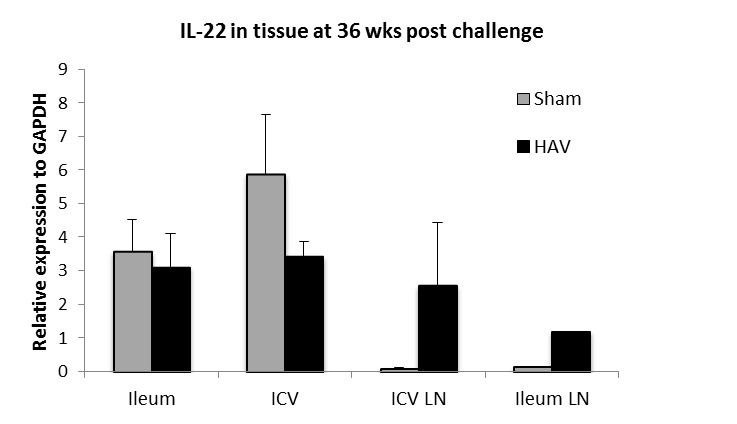 IL-22 in tissue at 36 wks post challenge
Relative expression to GAPDH
9
8
7
6
5
4
3
2
1
0
Sham
HAV
Ileum ICV ICV LN Ileum LN